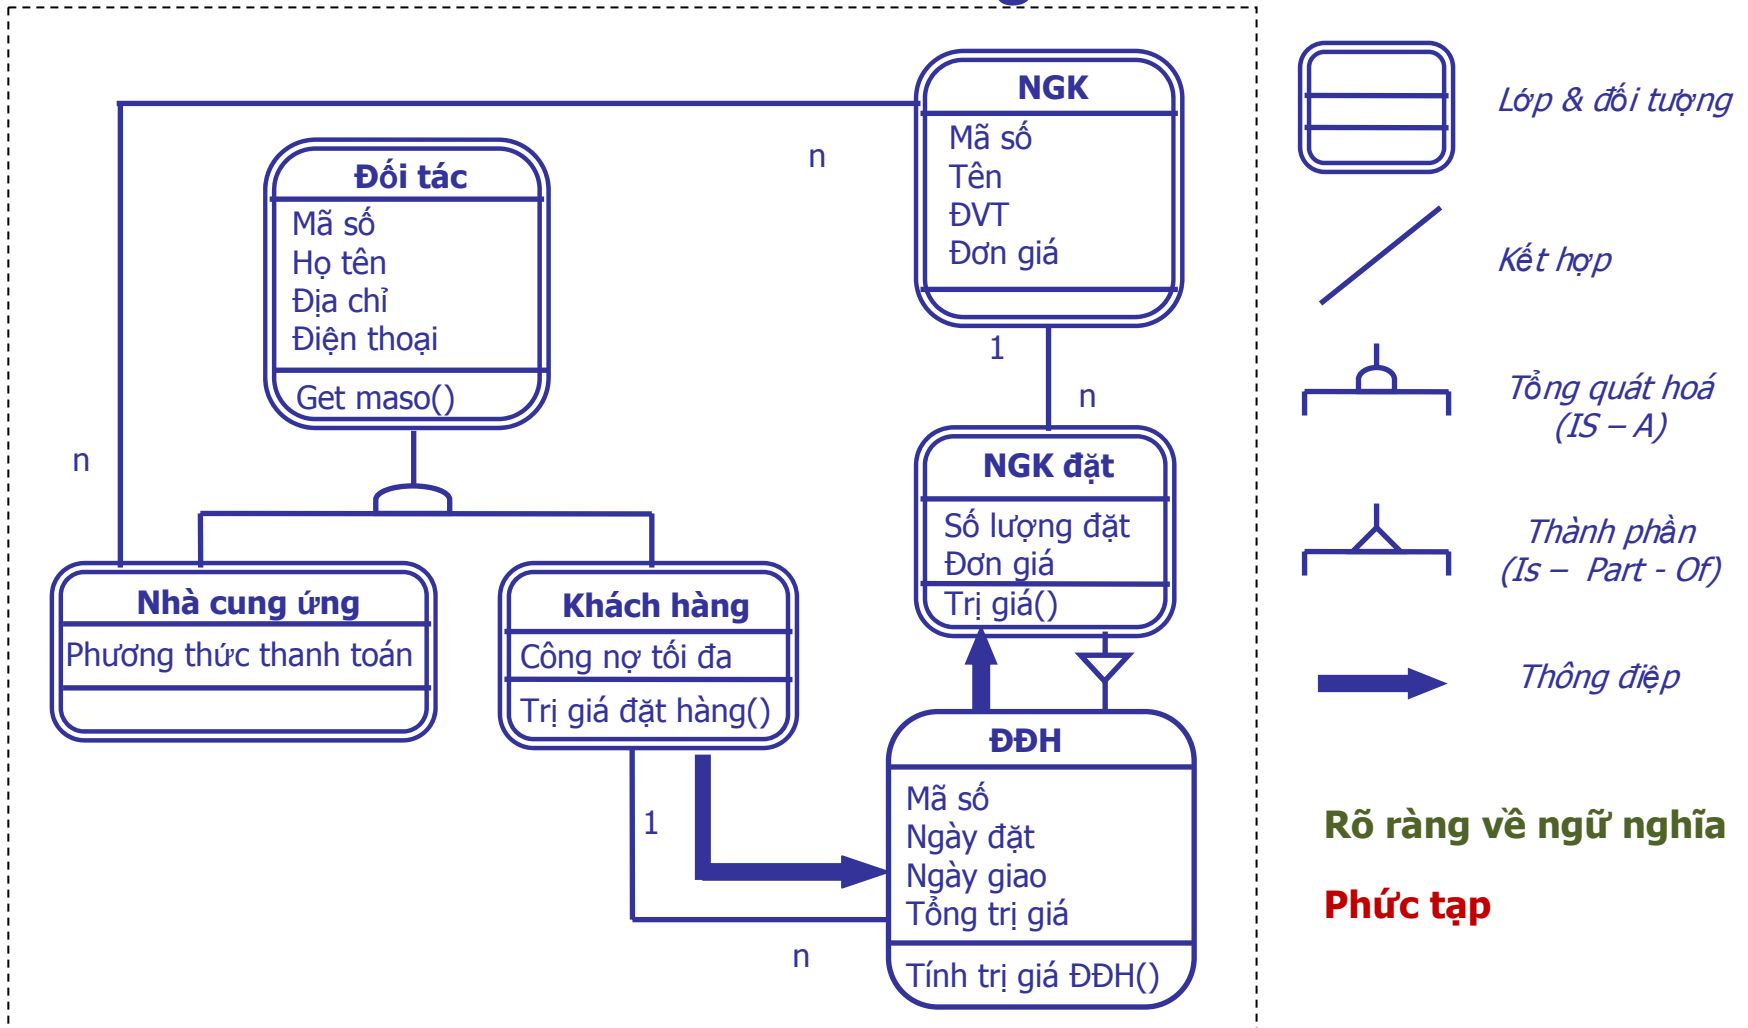 NGK
Mã số
Tên
ĐVT
Đơn giá
n
Đối tác
Mã số
Họ tên
Địa chỉ
Điện thoại
Get maso()
1
n
n
NGK đặt
Số lượng đặt
Đơn giá
Trị giá()
Nhà cung ứng
Phương thức thanh toán
Khách hàng
Công nợ tối đa
Trị giá đặt hàng()
1
n
ĐĐH
Mã số
Ngày đặt
Ngày giao
Tổng trị giá
Tính trị giá ĐĐH()
Lớp & đối tượng
Kết hợp
Tổng quát hoá
(IS – A)
Thành phần
(Is – Part - Of)
Thông điệp
Rõ ràng về ngữ nghĩa
Phức tạp